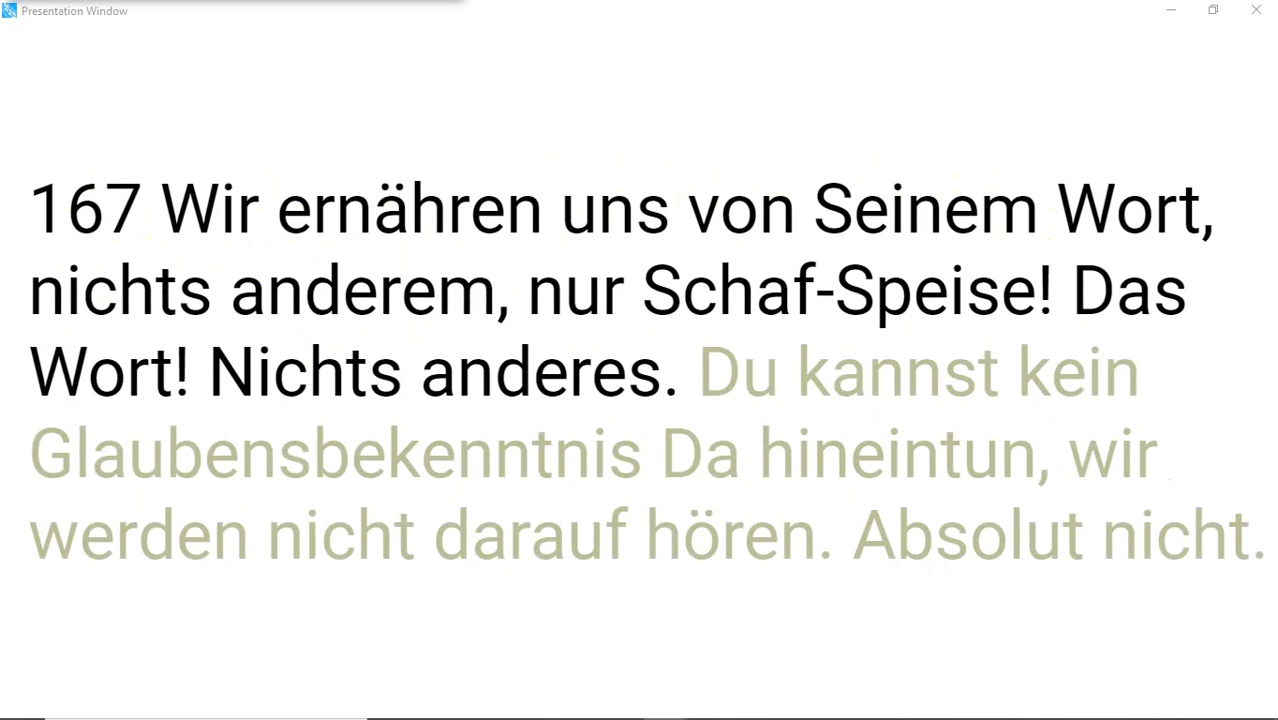 Presentation Window
167 Wir ernähren uns von Seinem Wort,
nichts anderem, nur Schaf-Speise! Das
Wort! Nichts anderes. Du kannst kein
Glaubensbekenntnis Da hineintun, wir
werden nicht darauf hören. Absolut nicht.